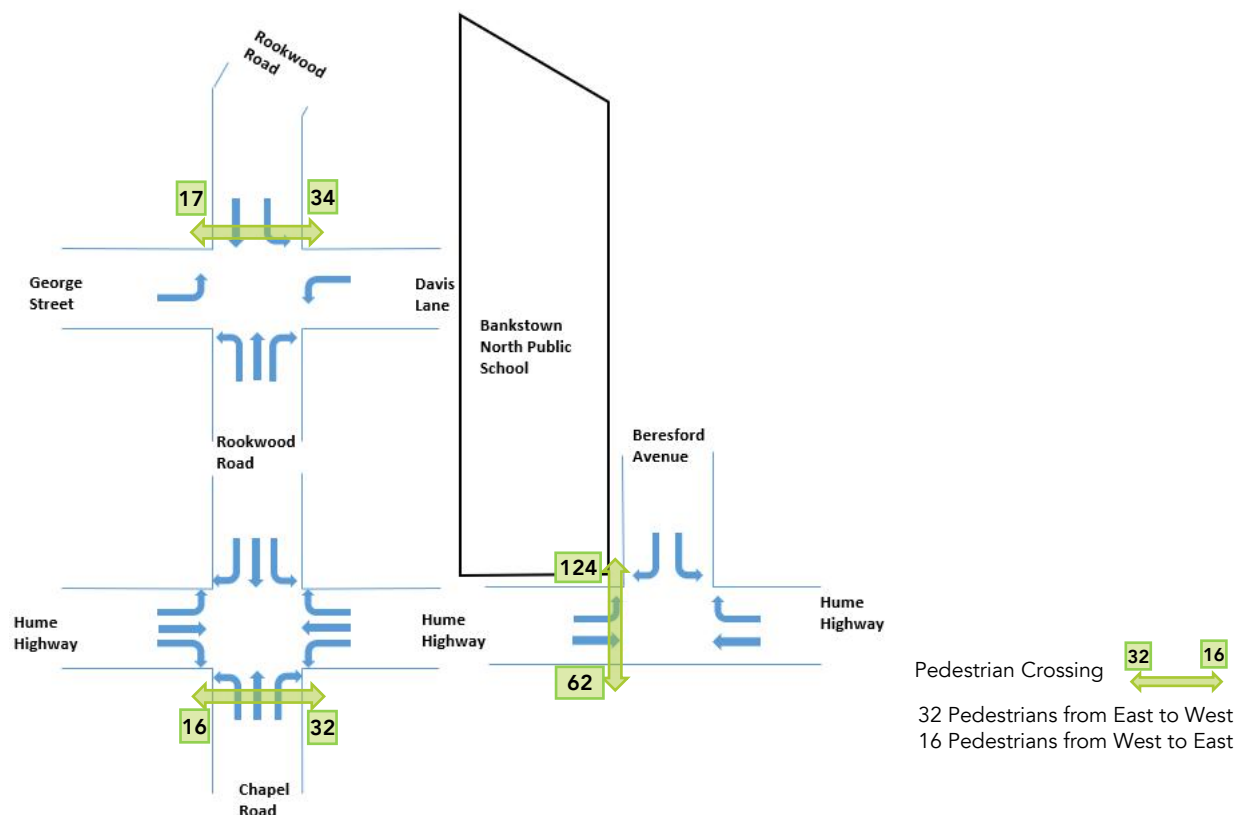 Rookwood
Road
17
34
George
Street
Davis
Lane
Bankstown
North Public
School
Rookwood
Road
Beresford
Avenue
124
Hume
Highway
Hume
Highway
Hume
Highway
62
16
32
Chapel
Road
Pedestrian Crossing
32
16
32 Pedestrians from East to West
16 Pedestrians from West to East